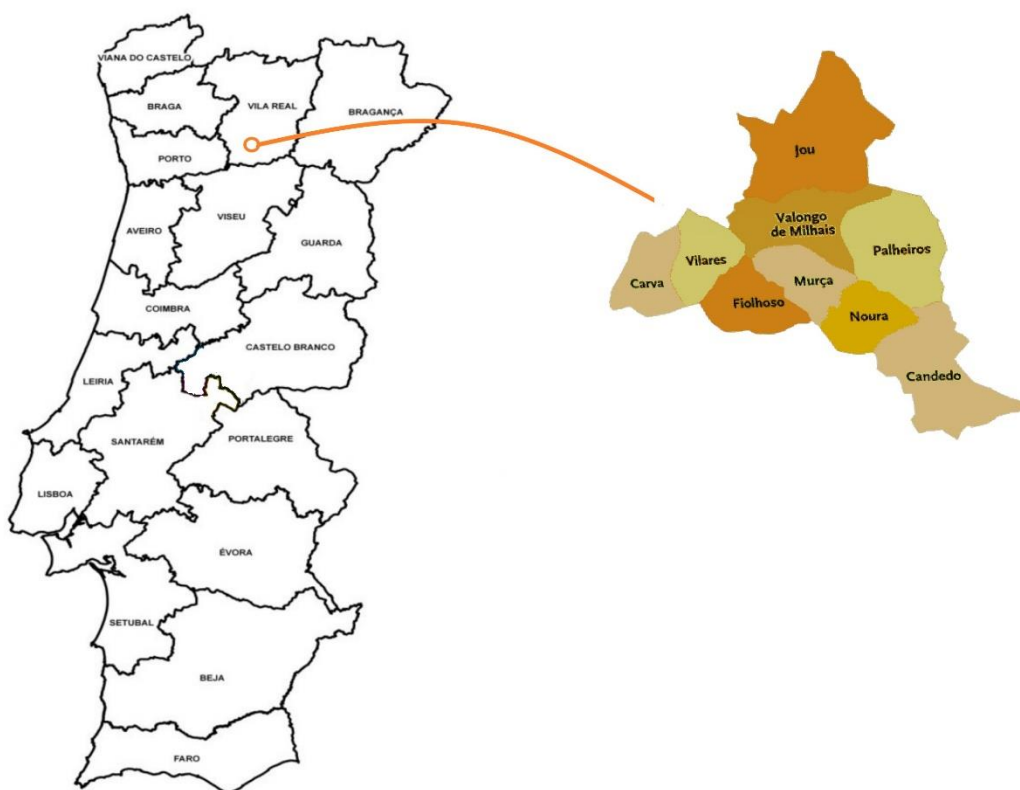 VIANA DO CASTELO
BRAGA
VILA REAL
BRAGANÇA
PORTO
AVEIRO
VISEU
GUARDA
COIMBRA
CASTELO BRANCO
LEIRIA
SANTARÉM
PORTALEGRE
LISBOA
ÉVORA
SETUBAL
BEJA
FARO
Jou
Valongo
de Milhais
Palheiros
Vilares
Carva
Murça
Fiolhoso
Noura
Candedo